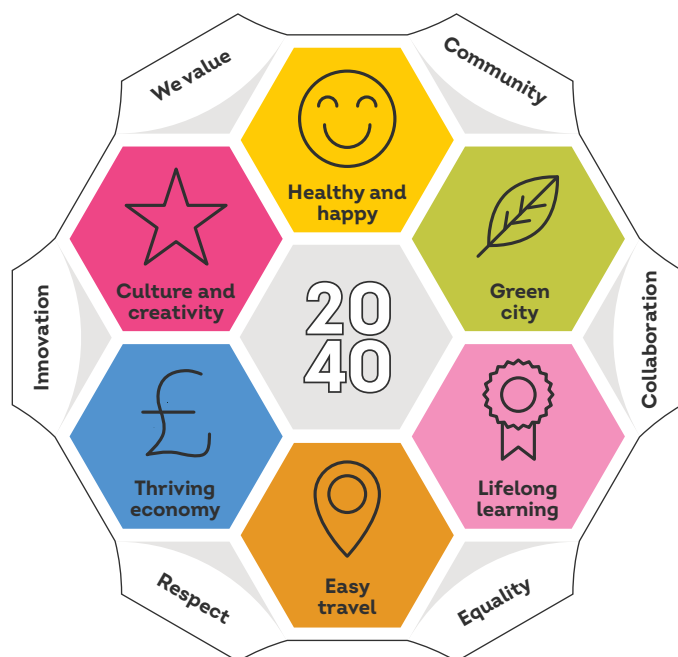 We value
Community
Healthy and
happy
Culture and
creativity
Green
city
20
40
Innovation
Collaboration
Thriving
economy
Lifelong
learning
Easy
travel
Respect
Equality